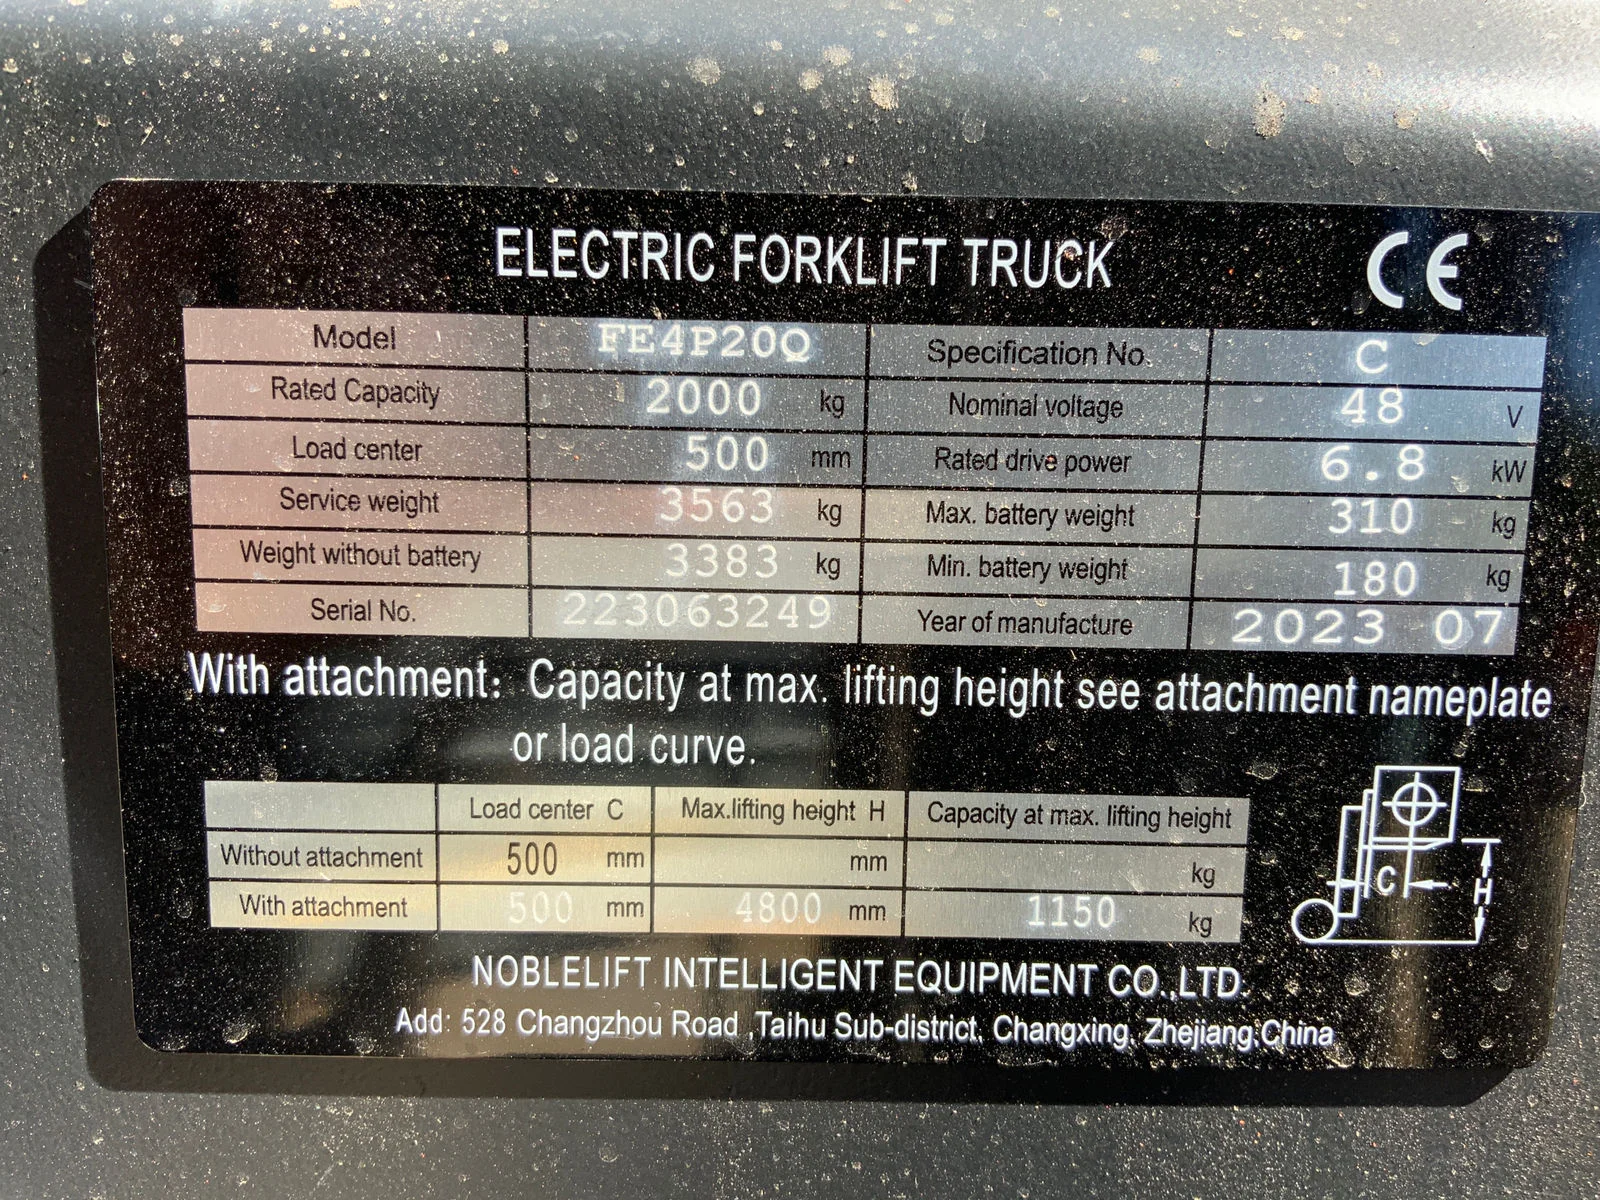 ELECTRIC FORKLIFT TRUCK CE
Model FE4P20Q Specification No. C
Rated Capacity 2000 kg Nominal voltage 48 V
Load center 500 mm Rated drive power 6.8 kW
Service weight 3563 kg Max. battery weight 310 kg
Weight without battery 3383 kg Min. battery weight 180 kg
Serial No. 223063249 Year of manufacture 2023 07
With attachment: Capacity at max. lifting height see attachment nameplate
or load curve.
Load center C Max.lifting height H Capacity at max. lifting height
Without attachment 500 mm mm kg
With attachment 500 mm 4800 mm 1150 kg
C H
NOBLELIFT INTELLIGENT EQUIPMENT CO.,LTD.
Add: 528 Changzhou Road ,Taihu Sub-district, Changxing, Zhejiang,China